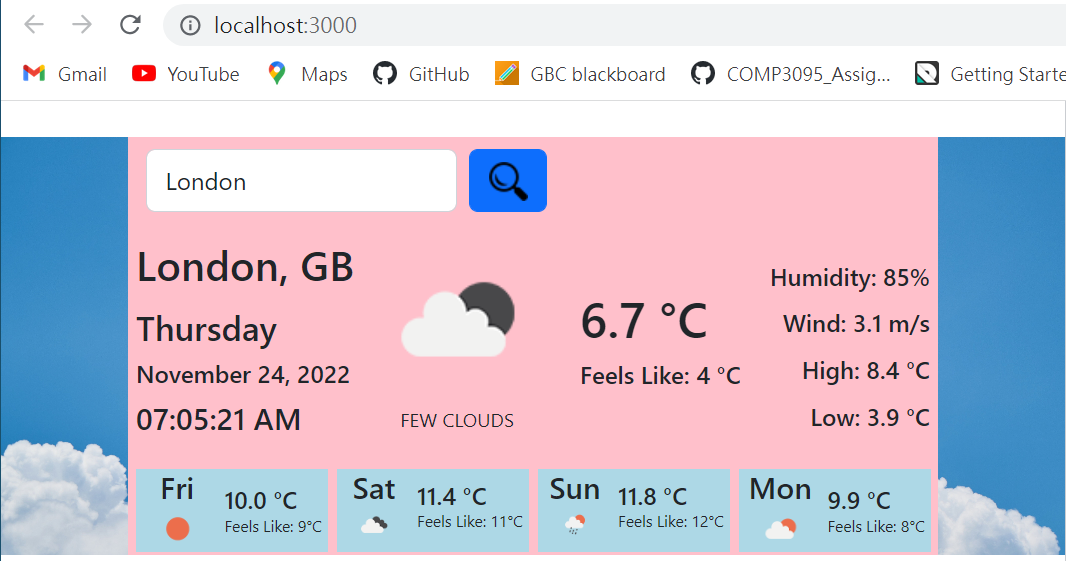 localhost:3000
Gmail YouTube Maps GitHub GBC blackboard COMP3095_Assig... Getting Starte
London
London, GB
Thursday
November 24, 2022
07:05:21 AM
FEW CLOUDS
6.7 °C
Feels Like: 4 °C
Humidity: 85%
Wind: 3.1 m/s
High: 8.4 °C
Low: 3.9 °C
Fri
10.0 °C
Feels Like: 9°C
Sat
11.4 °C
Feels Like: 11°C
Sun
11.8 °C
Feels Like: 12°C
Mon
9.9 °C
Feels Like: 8°C